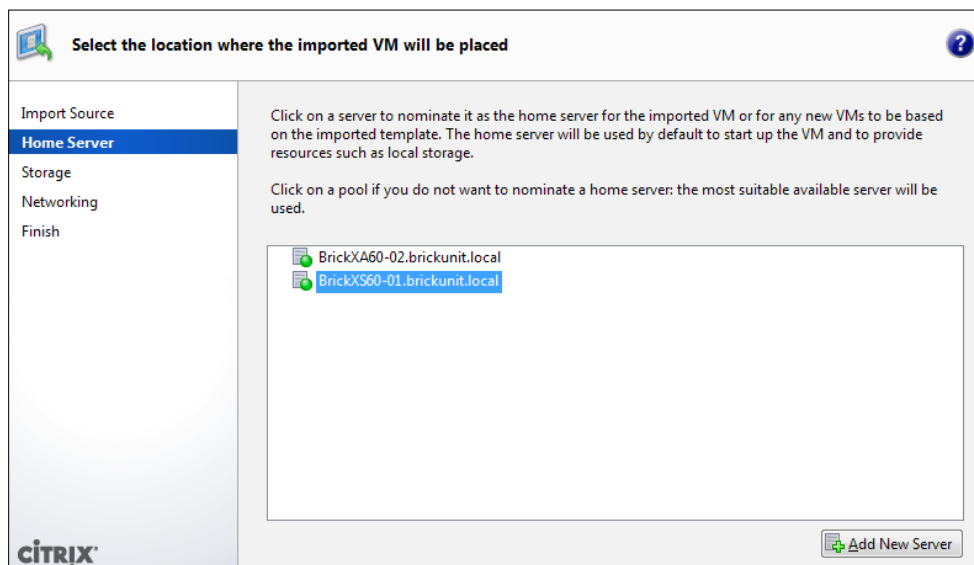 Select the location where the imported VM will be placed
?
Import Source
Home Server
Storage
Networking
Finish
Click on a server to nominate it as the home server for the imported VM or for any new VMs to be based
on the imported template. The home server will be used by default to start up the VM and to provide
resources such as local storage.
Click on a pool if you do not want to nominate a home server: the most suitable available server will be
used.
BrickXA60-02.brickunit.local
BrickXS60-01.brickunit.local
Add New Server
CİTRIX